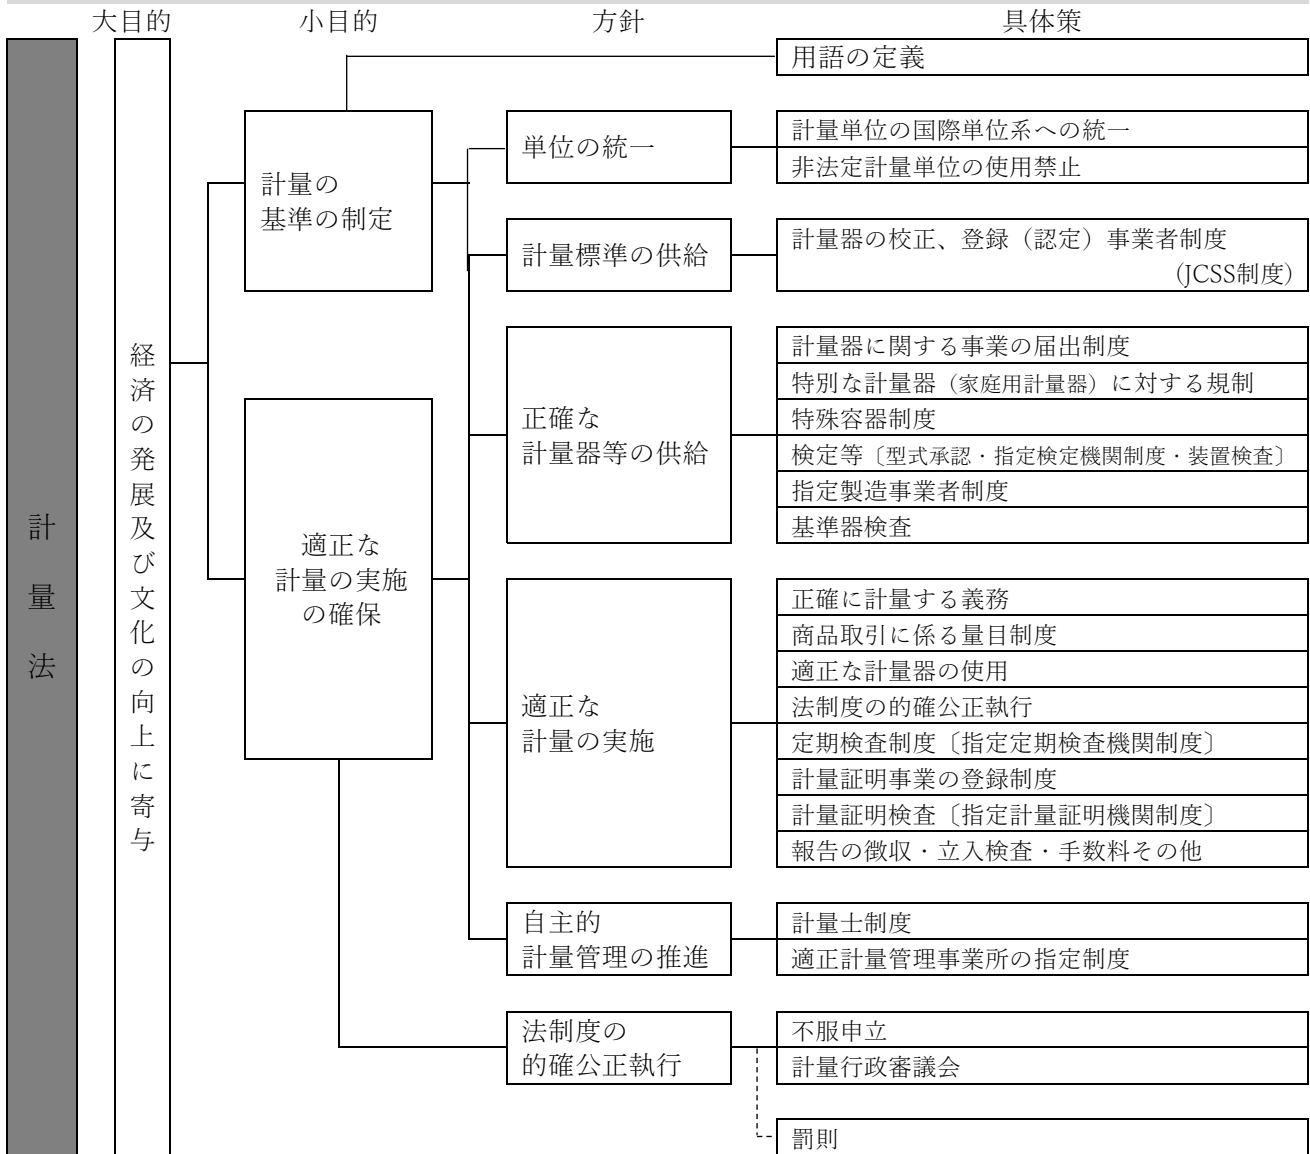 大目的 小目的 方針 具体策
計量法
経済の発展及び文化の向上に寄与
計量の
基準の制定
適正な
計量の実施
の確保
用語の定義
単位の統一
計量単位の国際単位系への統一
非法定計量単位の使用禁止
計量標準の供給
計量器の校正、登録（認定）事業者制度
（JCSS制度）
正確な
計量器等の供給
計量器に関する事業の届出制度
特別な計量器（家庭用計量器）に対する規制
特殊容器制度
検定等〔型式承認・指定検定機関制度・装置検査〕
指定製造事業者制度
基準器検査
適正な
計量の実施
正確に計量する義務
商品取引に係る量目制度
適正な計量器の使用
法制度の的確公正執行
定期検査制度〔指定定期検査機関制度〕
計量証明事業の登録制度
計量証明検査〔指定計量証明機関制度〕
報告の徴収・立入検査・手数料その他
自主的
計量管理の推進
計量士制度
適正計量管理事業所の指定制度
法制度の
的確公正執行
不服申立
計量行政審議会
罰則